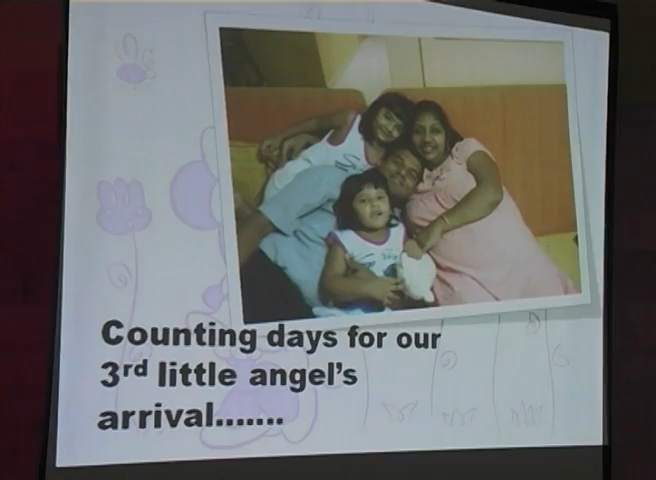 Counting days for our
3rd little angel's
arrival.......